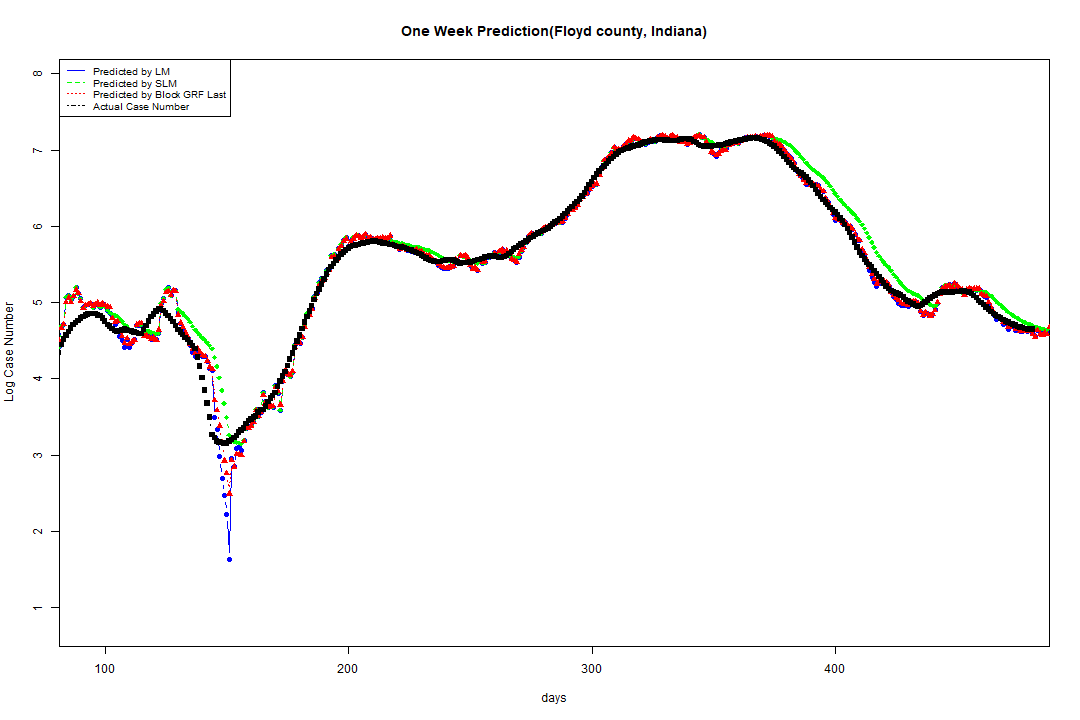 One Week Prediction(Floyd county, Indiana)
Predicted by LM
Predicted by SLM
Predicted by Block GRF Last
Actual Case Number
8
7
6
5
4
3
2
1
Log Case Number
100 200 300 400
days